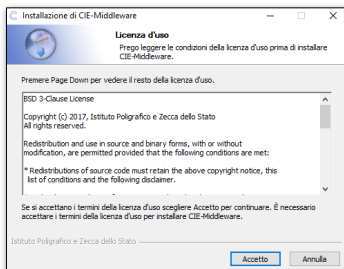 Installazione di CIE-Middleware
Licenza d'uso
Prego leggere le condizioni della licenza d'uso prima di installare
CIE-Middleware.
Premere Page Down per vedere il resto della licenza d'uso.
BSD 3-Clause License
Copyright (c) 2017, Istituto Poligrafico e Zecca dello Stato
All rights reserved.
Redistribution and use in source and binary forms, with or without
modification, are permitted provided that the following conditions are met:
* Redistributions of source code must retain the above copyright notice, this
list of conditions and the following disclaimer.
Se si accettano i termini della licenza d'uso scegliere Accetto per continuare. È necessario
accettare i termini della licenza d'uso per installare CIE-Middleware.
Istituto Poligrafico e Zecca dello Stato
Accetto
Annulla